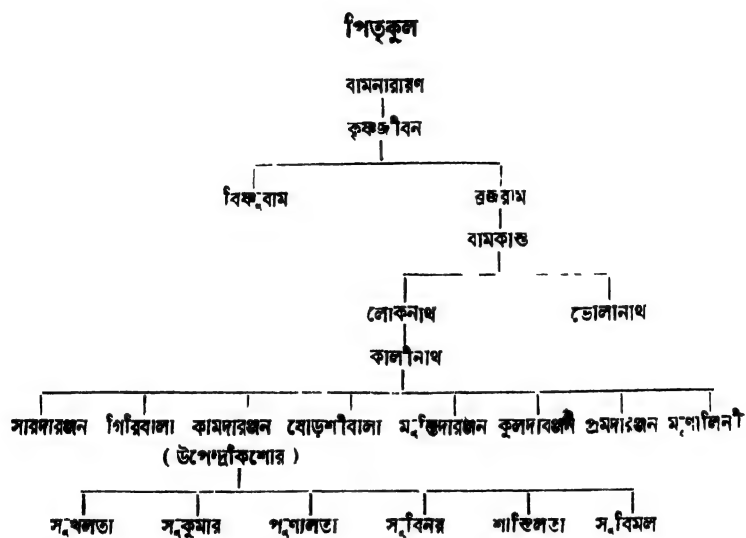 পিতৃকুল
বামনারায়ণ
কৃষ্ণজীবন
বিষ্ণুবাম ব্রজরাম
বামকান্ত
লোকনাথ ভোলানাথ
কালীনাথ
সারদারঞ্জন গিরিবালা কামদারঞ্জন ষোড়শীবালা মুক্তিদারঞ্জন কুলদাবঞ্জন প্রমদারঞ্জন মৃণালিনী
( উপেন্দ্রকিশোর )
সুখলতা সুকুমার পুণ্যলতা সুবিনয় শান্তিলতা সুবিমল